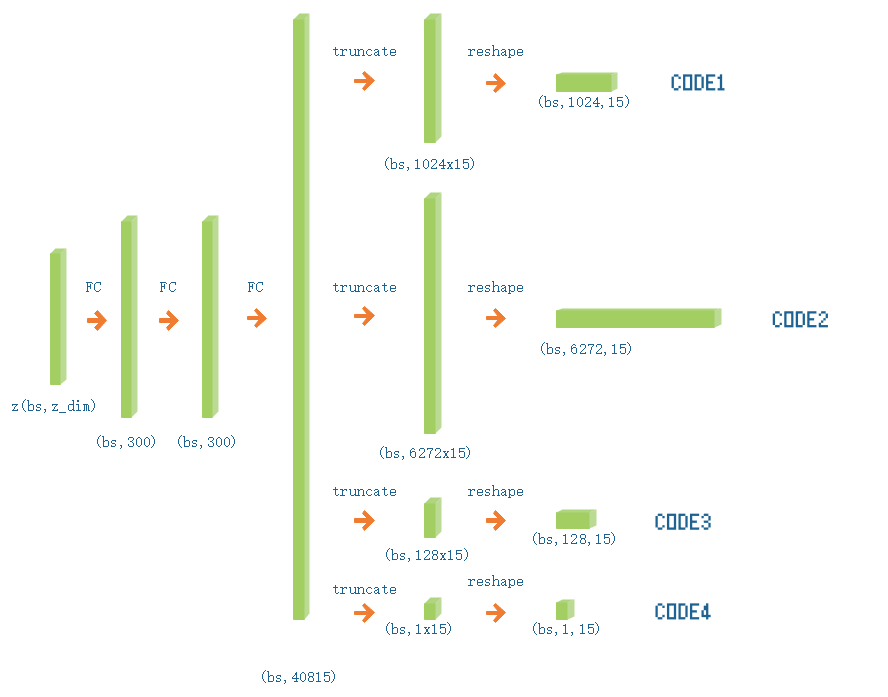 truncate
reshape
CODE1
(bs,1024,15)
(bs,1024x15)
FC
FC
FC
truncate
reshape
CODE2
(bs,6272,15)
z(bs,z_dim)
(bs,300)
(bs,300)
(bs,6272x15)
truncate
reshape
CODE3
(bs,128,15)
(bs,128x15)
truncate
reshape
CODE4
(bs,1x15)
(bs,1,15)
(bs,40815)